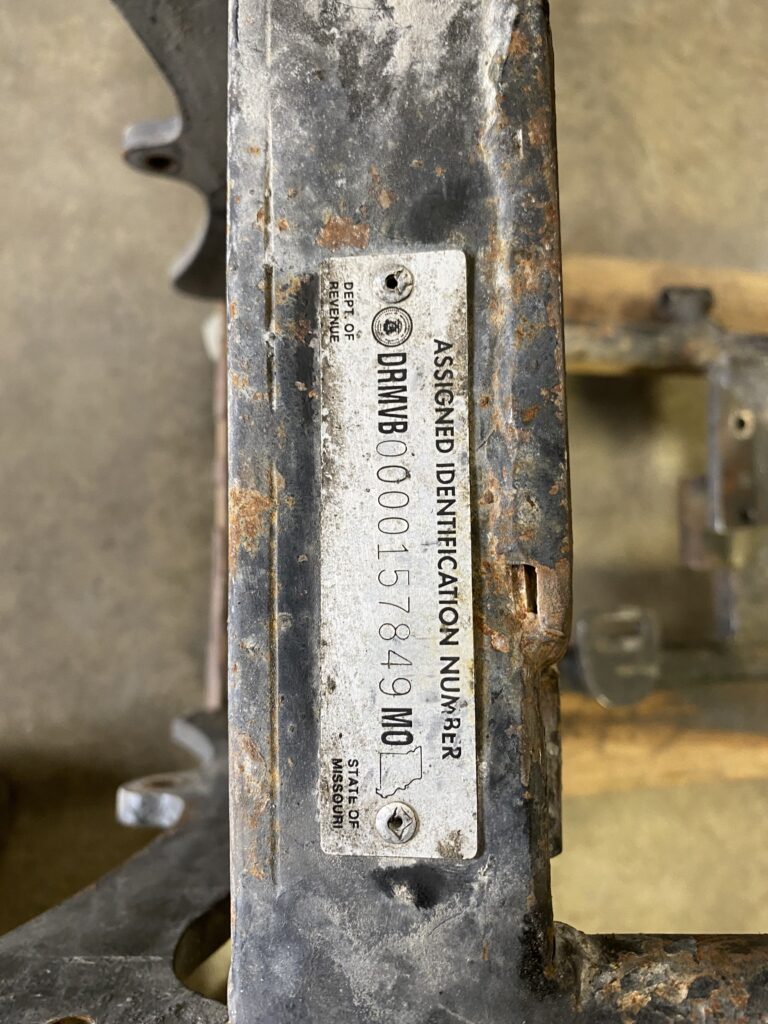 ASSIGNED IDENTIFICATION NUMBER
DRMVB0000157849MO
DEPT. OF
REVENUE
STATE OF
MISSOURI